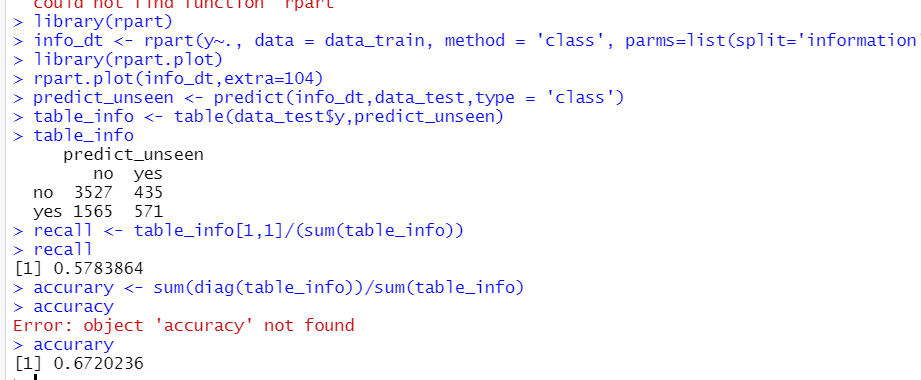 could not find function "rpart"
> library(rpart)
> info_dt <- rpart(y~., data = data_train, method = 'class', parms=list(split='information'
> library(rpart.plot)
> rpart.plot(info_dt,extra=104)
> predict_unseen <- predict(info_dt,data_test,type = 'class')
> table_info <- table(data_test$y,predict_unseen)
> table_info
predict_unseen
no yes
no 3527 435
yes 1565 571
> recall <- table_info[1,1]/(sum(table_info))
> recall
[1] 0.5783864
> accurary <- sum(diag(table_info))/sum(table_info)
> accuracy
Error: object 'accuracy' not found
> accurary
[1] 0.6720236
>